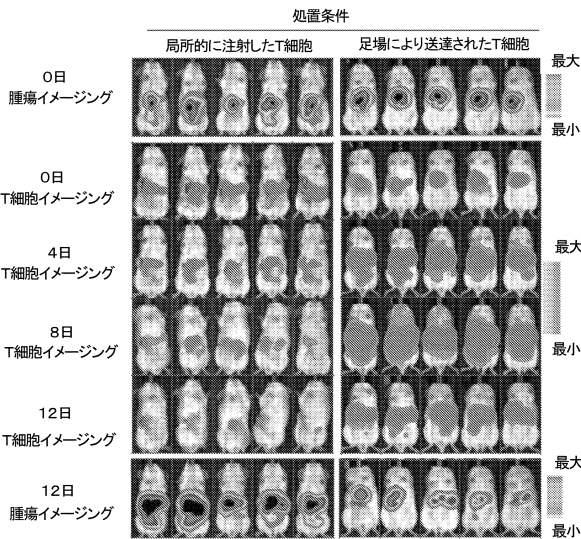 処置条件
局所的に注射したT細胞
足場により送達されたT細胞
0日
腫瘍イメージング
最大
最小
0日
T細胞イメージング
4日
T細胞イメージング
最大
8日
T細胞イメージング
最小
12日
T細胞イメージング
12日
腫瘍イメージング
最大
最小